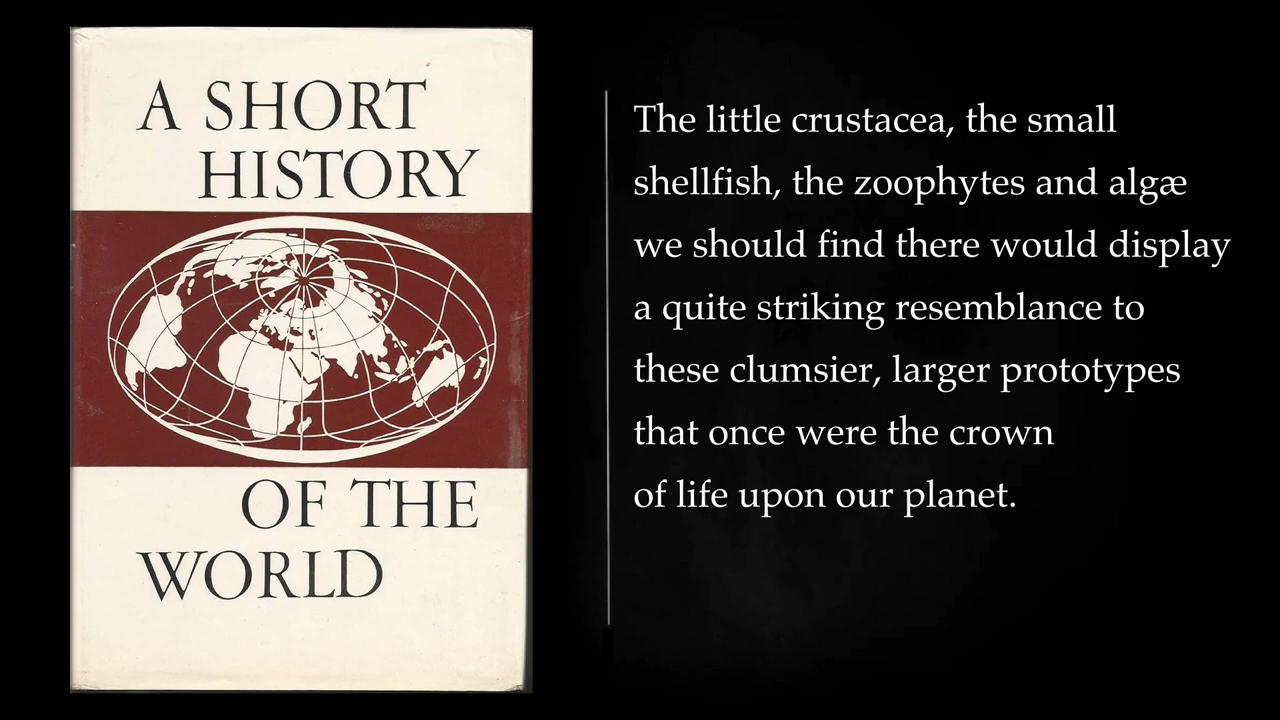 A SHORT
HISTORY
OF THE
WORLD
The little crustacea, the small
shellfish, the zoophytes and algæ
we should find there would display
a quite striking resemblance to
these clumsier, larger prototypes
that once were the crown
of life upon our planet.